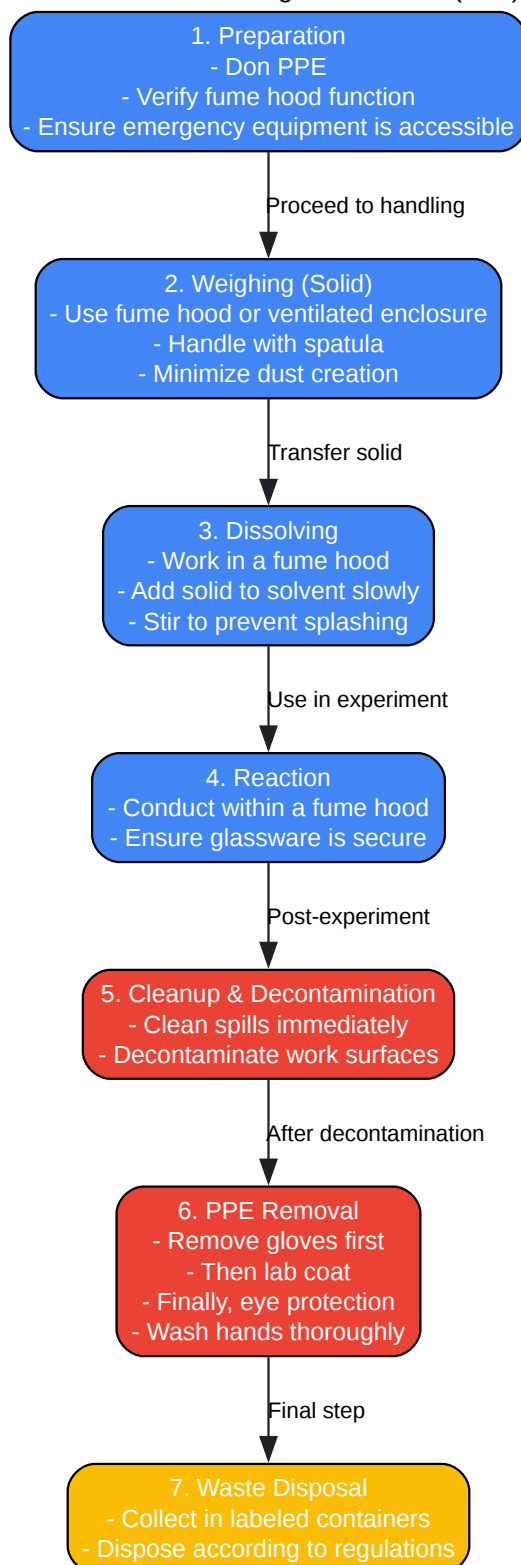 1. Preparation
- Don PPE
- Verify fume hood function
- Ensure emergency equipment is accessible
Proceed to handling
2. Weighing (Solid)
- Use fume hood or ventilated enclosure
- Handle with spatula
- Minimize dust creation
Transfer solid
3. Dissolving
- Work in a fume hood
- Add solid to solvent slowly
- Stir to prevent splashing
Use in experiment
4. Reaction
- Conduct within a fume hood
- Ensure glassware is secure
Post-experiment
5. Cleanup & Decontamination
- Clean spills immediately
- Decontaminate work surfaces
After decontamination
6. PPE Removal
- Remove gloves first
- Then lab coat
- Finally, eye protection
- Wash hands thoroughly
Final step
7. Waste Disposal
- Collect in labeled containers
- Dispose according to regulations